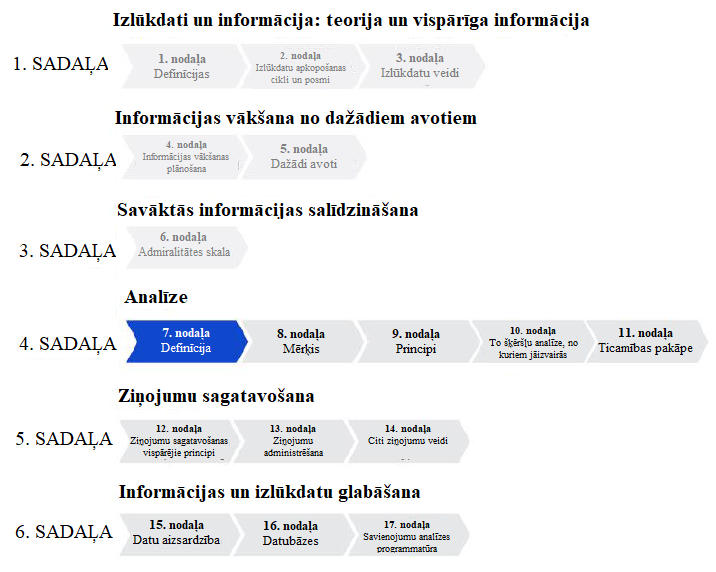 Izlūkdati un informācija: teorija un vispārīga informācija
1. SADAĻA
1. nodaļa
Definīcijas
2. nodaļa
Izlūkdatu apkopošanas
cikli un posmi
3. nodaļa
Izlūkdatu veidi
Informācijas vākšana no dažādiem avotiem
2. SADAĻA
4. nodaļa
Informācijas vākšanas
plānošana
5. nodaļa
Dažādi avoti
Savāktās informācijas salīdzināšana
3. SADAĻA
6. nodaļa
Admiralitātes skala
Analīze
4. SADAĻA
7. nodaļa
Definīcija
8. nodaļa
Mērķis
9. nodaļa
Principi
10. nodaļa
To šķēršļu analīze, no
kuriem jāizvairās
11. nodaļa
Ticamības pakāpe
Ziņojumu sagatavošana
5. SADAĻA
12. nodaļa
Ziņojumu sagatavošanas
vispārējie principi
13. nodaļa
Ziņojumu
administrēšana
14. nodaļa
Citi ziņojumu veidi
Informācijas un izlūkdatu glabāšana
6. SADAĻA
15. nodaļa
Datu aizsardzība
16. nodaļa
Datubāzes
17. nodaļa
Savienojumu analīzes
programmatūra